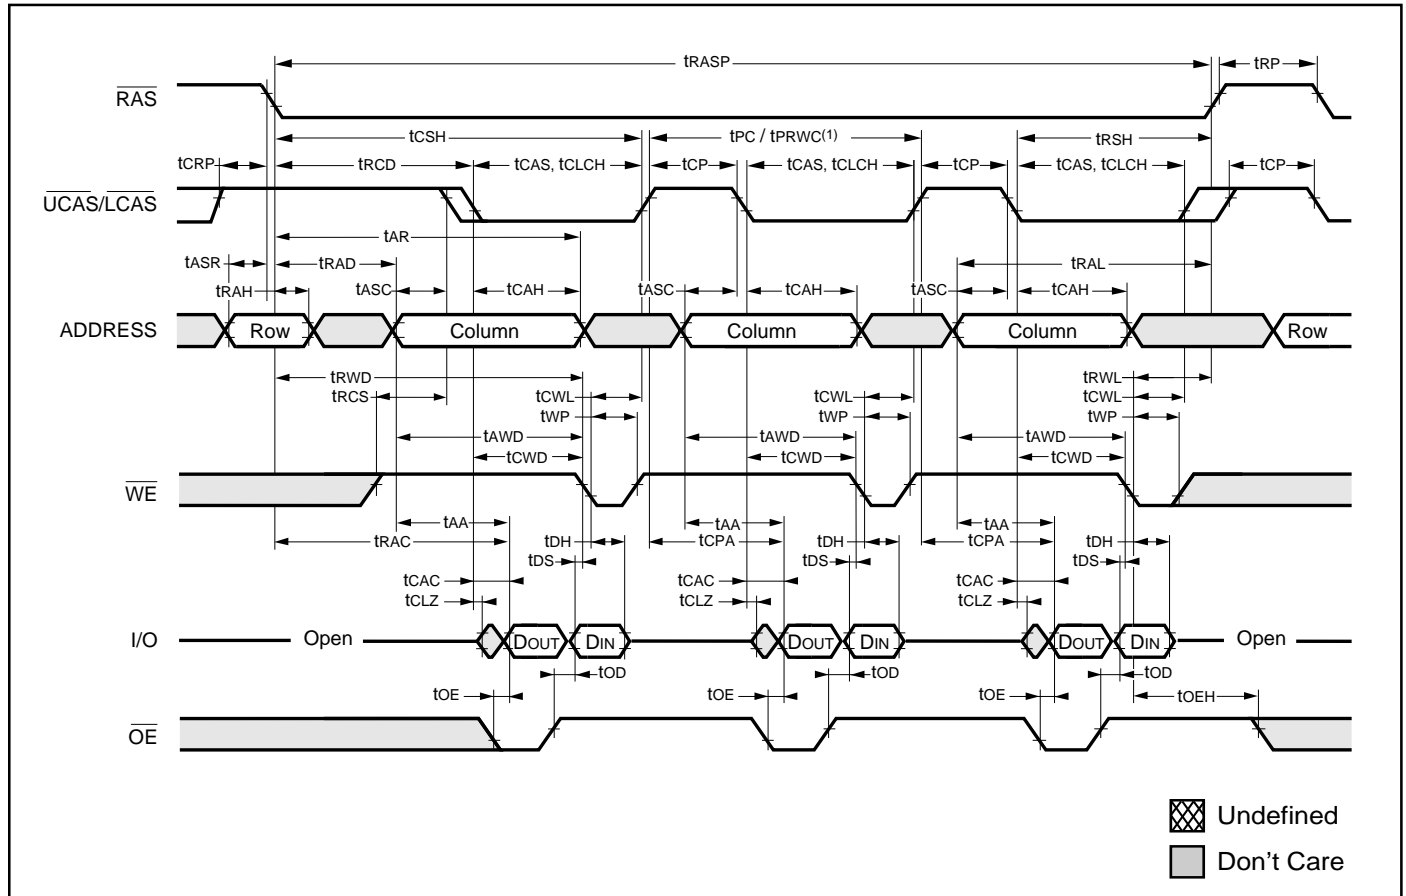 tRASP tRP
RAS
tCSH tPC / tPRWC(1) tRSH
tCRP tRCD tCAS, tCLCH tCP tCAS, tCLCH tCP tCAS, tCLCH tCP
UCAS/LCAS
tAR
tASR tRAD tRAL
tRAH tASC tCAH tASC tCAH tASC tCAH
ADDRESS Row Column Column Column Row
tRWD tRWL
tRCS tCWL tCWL tCWL
tWP tWP tWP
tAWD tAWD tAWD
tCWD tCWD tCWD
WE
tAA tAA tAA
tRAC tDH tCPA tDH tCPA tDH
tDS tDS tDS
tCAC tCAC tCAC
tCLZ tCLZ tCLZ
I/O Open DOUT DIN DOUT DIN DOUT DIN Open
tOD tOD tOD
tOE tOE tOE tOEH
OE
Undefined
Don't Care